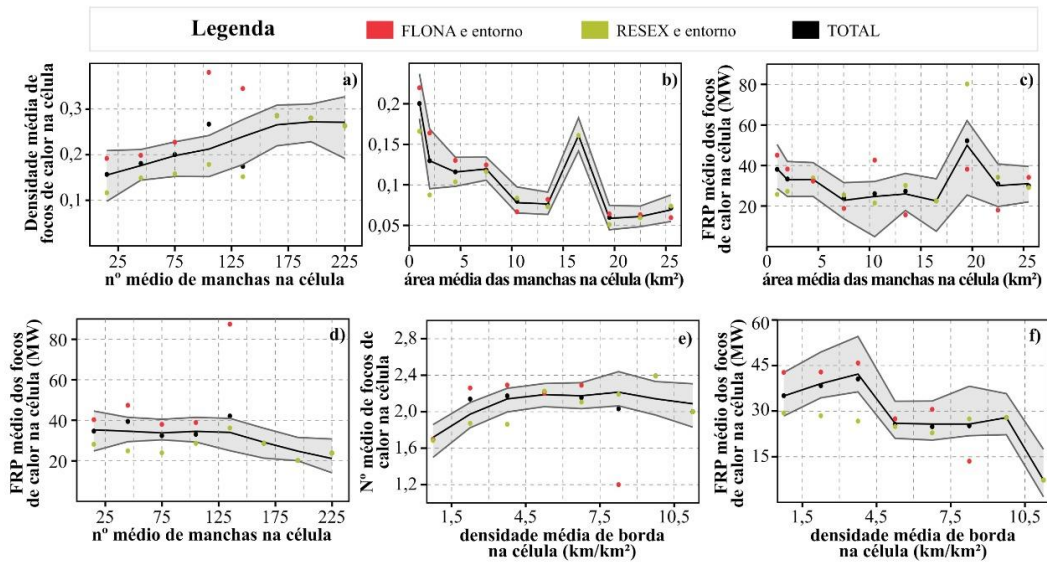 Legenda
FLONA e entorno
RESEX e entorno
TOTAL
a)
Densidade média de
focos de calor na célula
0,3
0,2
0,1
25
75
125
175
225
nº médio de manchas na célula
b)
0,2
0,15
0,1
0,05
0
5
10
15
20
25
área média das manchas na célula (km²)
c)
FRP médio dos focos
de calor na célula (MW)
80
60
40
20
0
5
10
15
20
25
área média das manchas na célula (km²)
d)
FRP médio dos focos
de calor na célula (MW)
80
60
40
20
25
75
125
175
225
nº médio de manchas na célula
e)
Nº médio de focos de
calor na célula
2,8
2,4
2,0
1,6
1,2
1,5
4,5
7,5
10,5
densidade média de borda
na célula (km/km²)
f)
FRP médio dos focos
de calor na célula (MW)
60
45
30
15
1,5
4,5
7,5
10,5
densidade média de borda
na célula (km/km²)